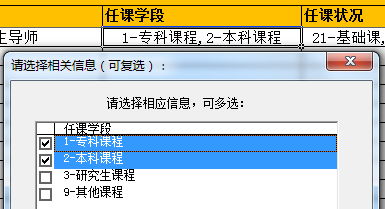 任课学段 任课状况
生导师 1-专科课程,2-本科课程 21-基础课,
请选择相关信息（可复选）：
请选择相应信息，可多选：
任课学段
1-专科课程
2-本科课程
3-研究生课程
9-其他课程